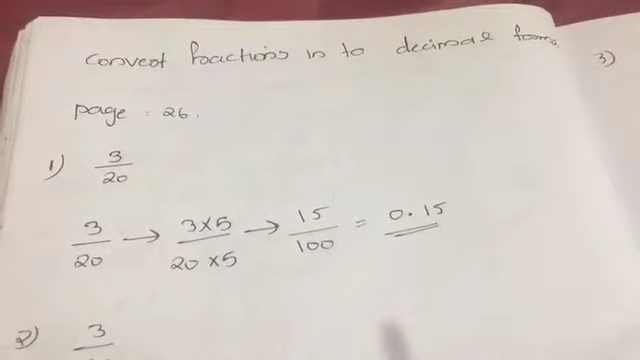 Convert fractions in to decimal forms
3)
page : 26.
1) 3/20
3/20 → 3×5/20×5 → 15/100 = 0.15
2) 3